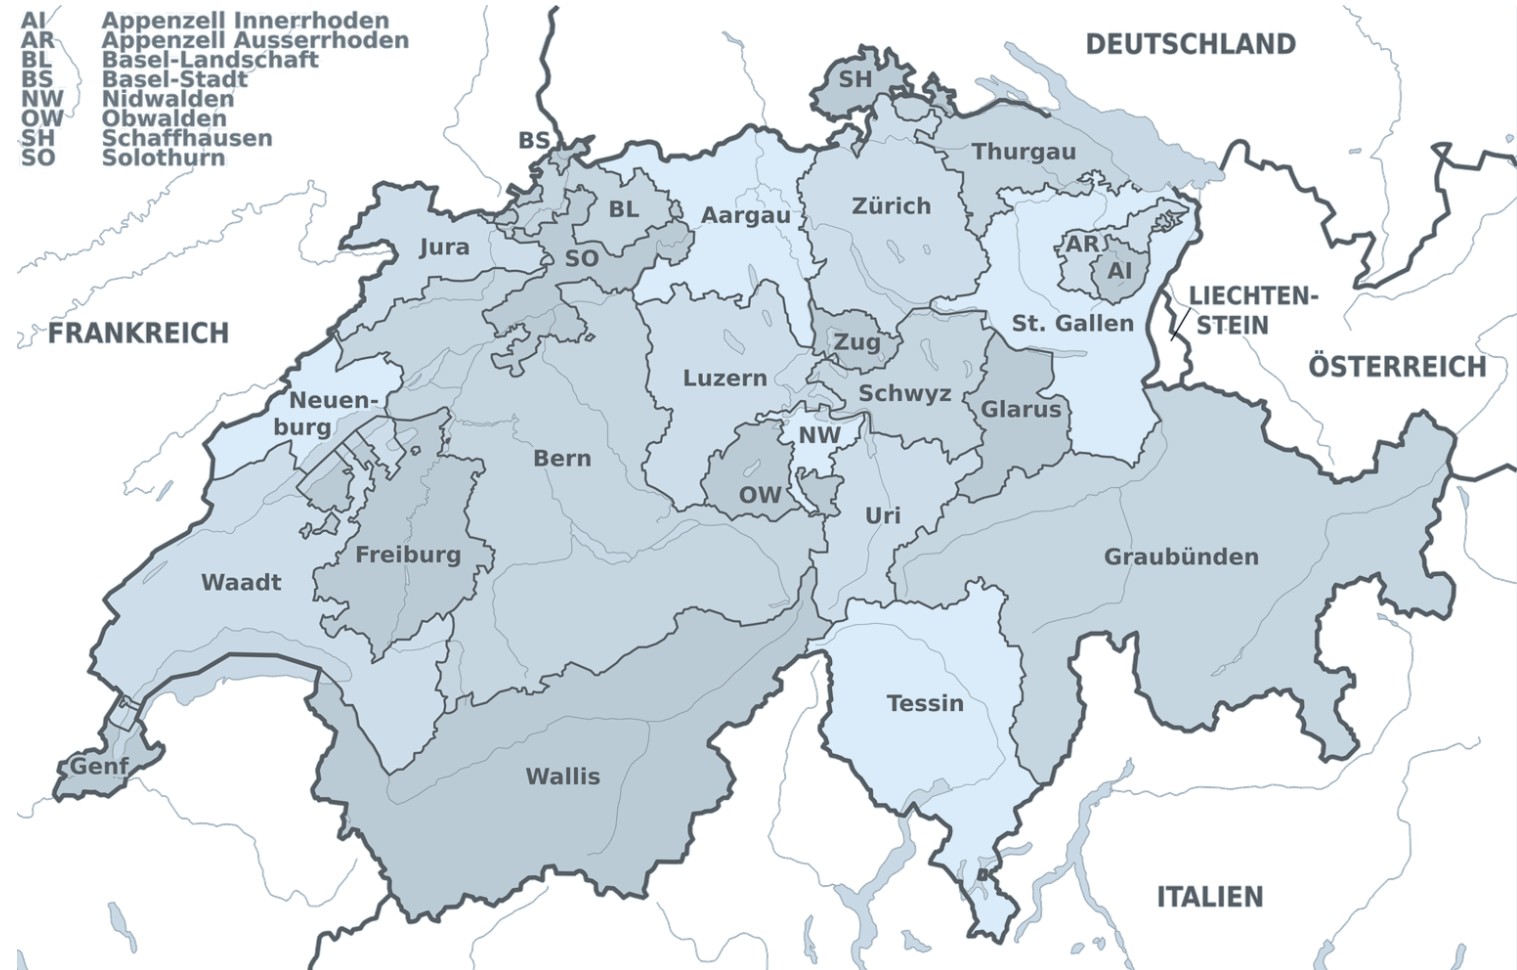 AI Appenzell Innerrhoden
AR Appenzell Ausserrhoden
BL Basel-Landschaft
BS Basel-Stadt
NW Nidwalden
OW Obwalden
SH Schaffhausen
SO Solothurn
DEUTSCHLAND
SH
BS
Thurgau
Aargau
Zürich
BL
Jura
SO
AR
AI
LIECHTEN-
STEIN
FRANKREICH
St. Gallen
Zug
ÖSTERREICH
Luzern
Schwyz
Glarus
Neuen-
burg
NW
Bern
OW
Uri
Freiburg
Graubünden
Waadt
Tessin
Genf
Wallis
ITALIEN